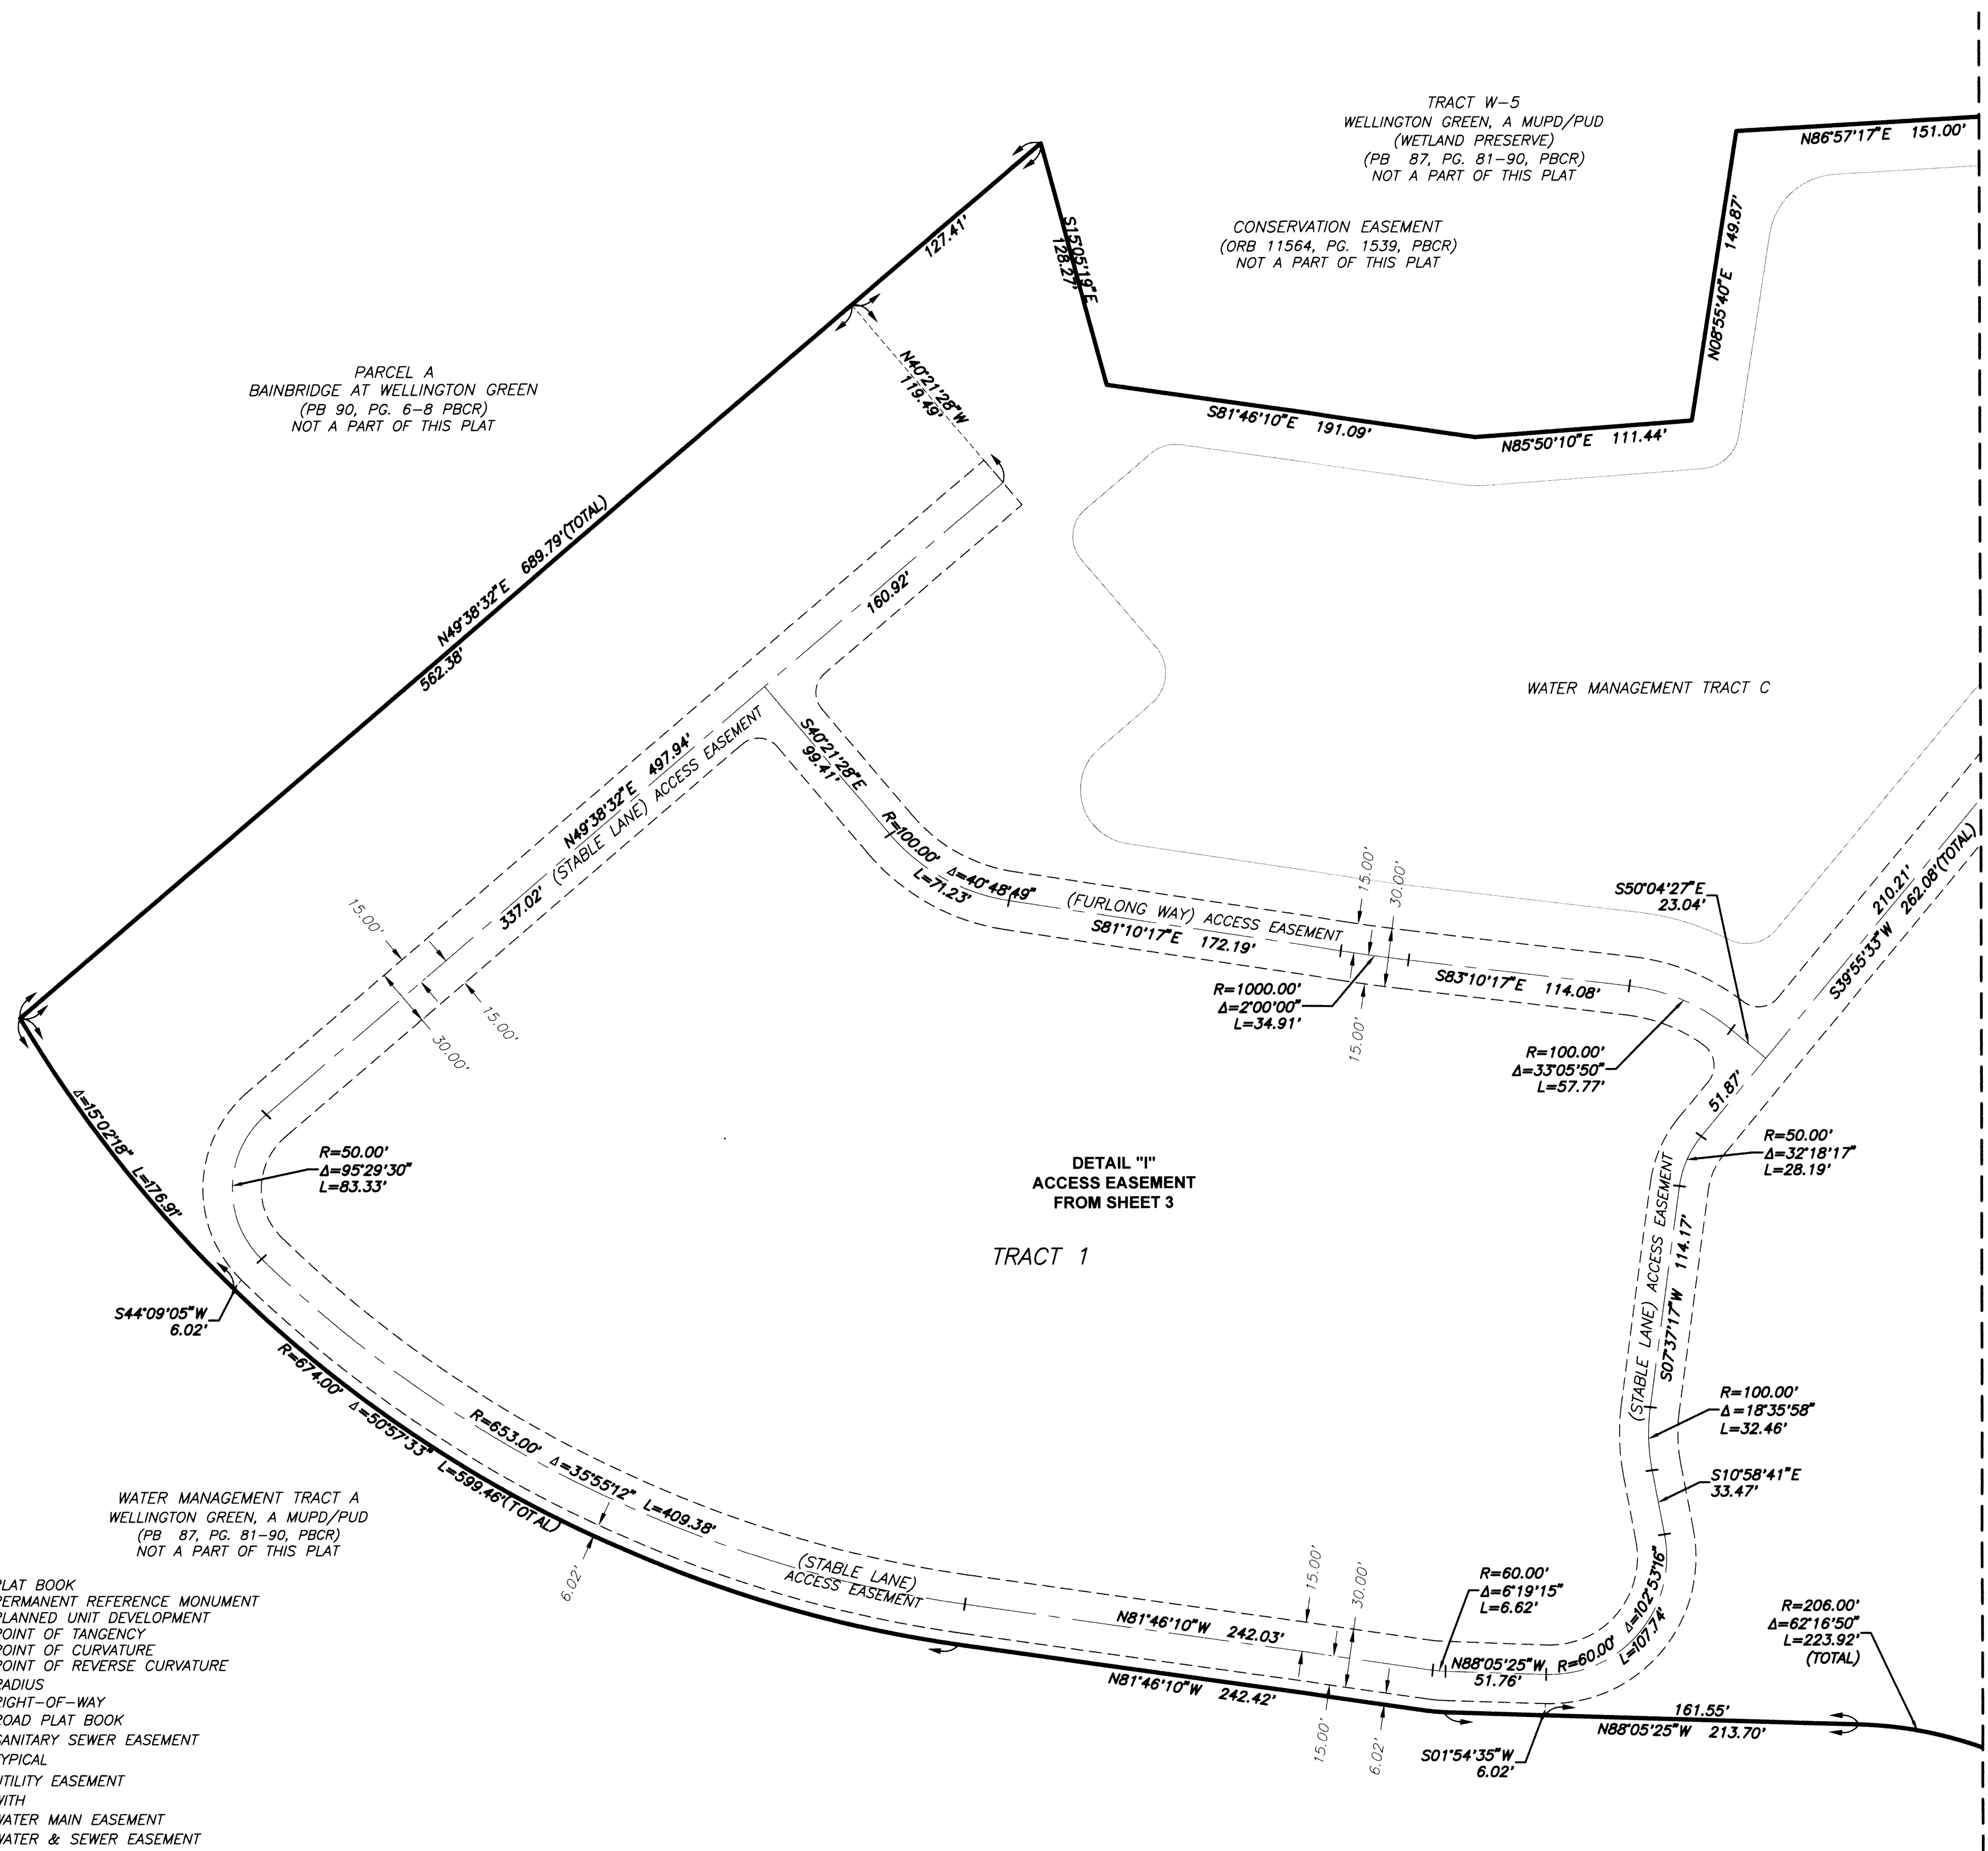 TRACT W-5
WELLINGTON GREEN, A MUPD/PUD
(WETLAND PRESERVE)
(PB 87, PG. 81-90, PBCR)
NOT A PART OF THIS PLAT
N86°57'17"E 151.00'
CONSERVATION EASEMENT
(ORB 11564, PG. 1539, PBCR)
NOT A PART OF THIS PLAT
127.41'
S15°05'19"E
128.27'
N08°55'40"E 149.87'
PARCEL A
BAINBRIDGE AT WELLINGTON GREEN
(PB 90, PG. 6-8 PBCR)
NOT A PART OF THIS PLAT
N40°21'28"W
119.49'
S81°46'10"E 191.09'
N85°50'10"E 111.44'
N49°38'32"E 689.79'(TOTAL)
562.38'
160.92'
WATER MANAGEMENT TRACT C
S40°21'28"E
99.41'
N49°38'32"E 497.94'
337.02' (STABLE LANE) ACCESS EASEMENT
R=100.00' Δ=40°48'49"
L=71.23'
15.00'
30.00'
(FURLONG WAY) ACCESS EASEMENT
S81°10'17"E 172.19'
S50°04'27"E
23.04'
210.21'
S39°55'33"W 262.08'(TOTAL)
15.00'
15.00'
30.00'
R=1000.00'
Δ=2°00'00"
L=34.91'
S83°10'17"E 114.08'
15.00'
R=100.00'
Δ=33°05'50"
L=57.77'
51.87'
Δ=15°02'18" L=176.91'
R=50.00'
Δ=95°29'30"
L=83.33'
DETAIL "I"
ACCESS EASEMENT
FROM SHEET 3
TRACT 1
R=50.00'
Δ=32°18'17"
L=28.19'
(STABLE LANE) ACCESS EASEMENT
S07°37'17"W 114.17'
S44°09'05"W
6.02'
R=674.00' Δ=50°57'33" L=599.46'(TOTAL)
R=653.00' Δ=35°55'12" L=409.38'
R=100.00'
Δ=18°35'58"
L=32.46'
S10°58'41"E
33.47'
WATER MANAGEMENT TRACT A
WELLINGTON GREEN, A MUPD/PUD
(PB 87, PG. 81-90, PBCR)
NOT A PART OF THIS PLAT
6.02'
(STABLE LANE)
ACCESS EASEMENT
15.00'
30.00'
R=60.00'
Δ=6°19'15"
L=6.62'
R=60.00' Δ=102°53'16"
L=107.74'
N81°46'10"W 242.03'
N88°05'25"W
51.76'
R=206.00'
Δ=62°16'50"
L=223.92'
(TOTAL)
N81°46'10"W 242.42'
15.00'
6.02'
161.55'
N88°05'25"W 213.70'
S01°54'35"W
6.02'
LAT BOOK
PERMANENT REFERENCE MONUMENT
PLANNED UNIT DEVELOPMENT
POINT OF TANGENCY
POINT OF CURVATURE
POINT OF REVERSE CURVATURE
RADIUS
RIGHT-OF-WAY
ROAD PLAT BOOK
SANITARY SEWER EASEMENT
TYPICAL
UTILITY EASEMENT
WITH
WATER MAIN EASEMENT
WATER & SEWER EASEMENT